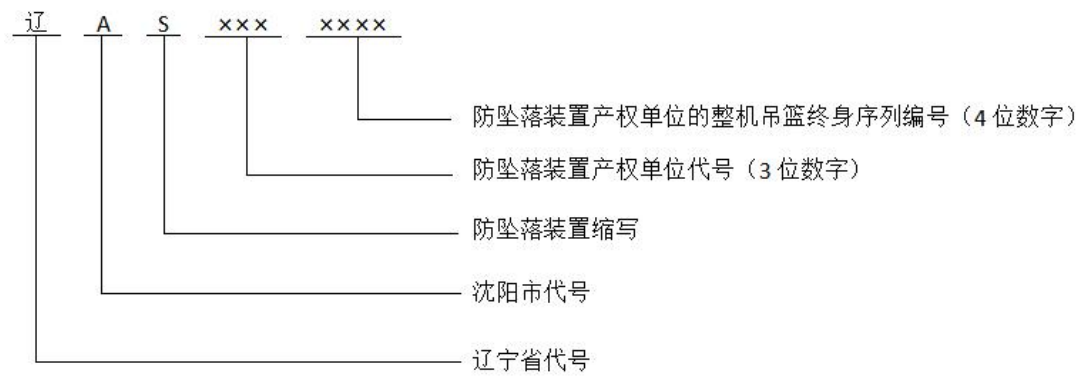 辽 A S ××× ××××
防坠落装置产权单位的整机吊篮终身序列编号（4 位数字）
防坠落装置产权单位代号（3 位数字）
防坠落装置缩写
沈阳市代号
辽宁省代号